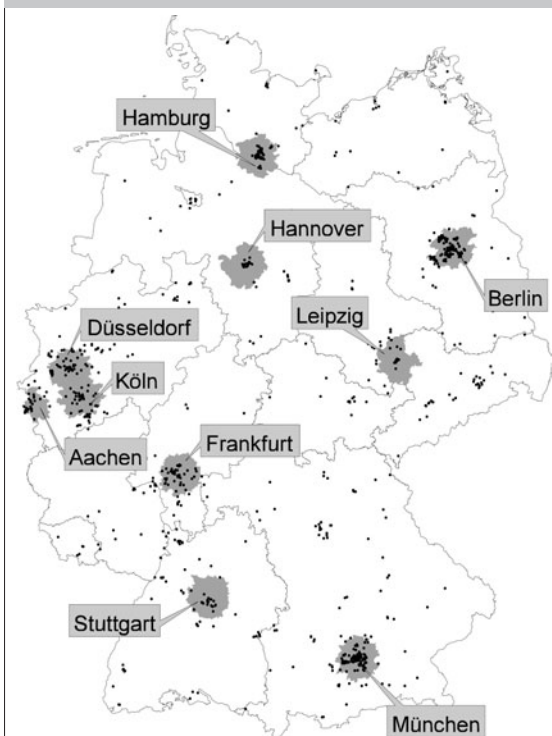 Hamburg
Hannover
Berlin
Leipzig
Düsseldorf
Köln
Aachen
Frankfurt
Stuttgart
München